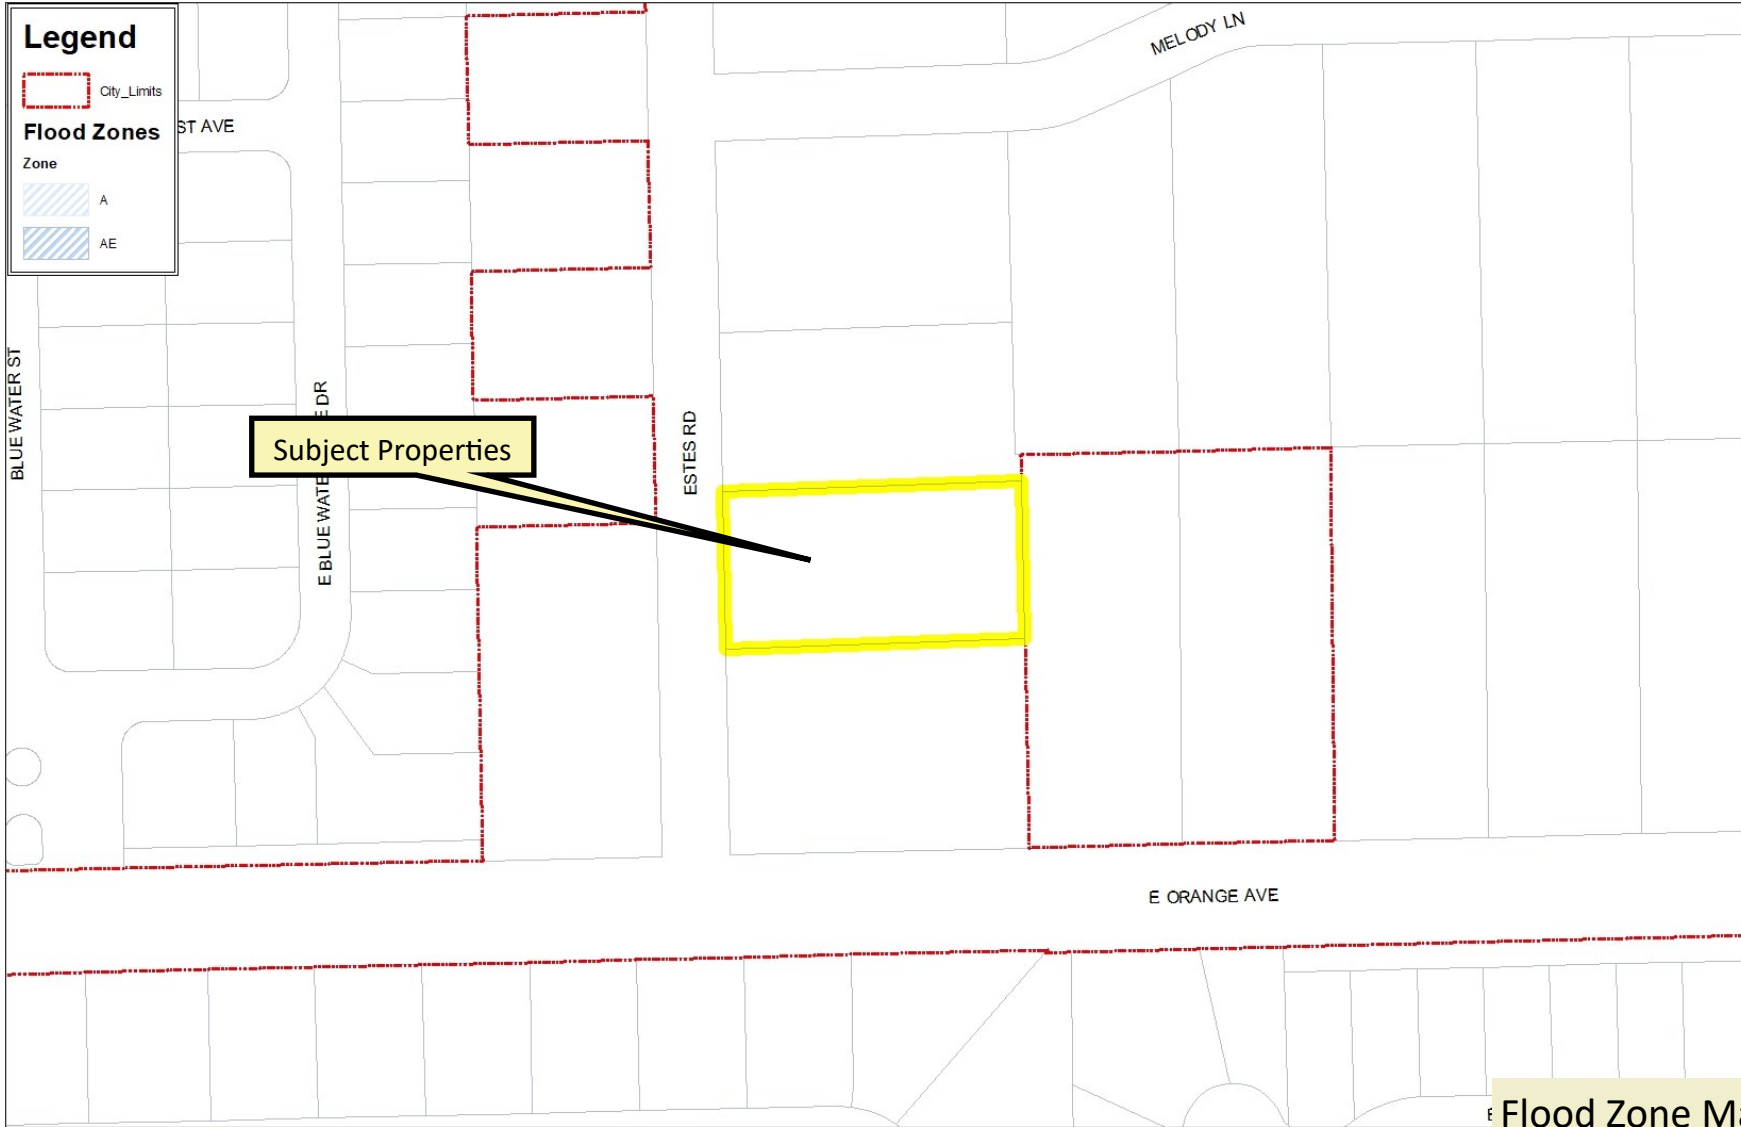 Legend
City_Limits
Flood Zones
Zone
A
AE
ST AVE
MELODY LN
BLUE WATER ST
E BLUE WATE
E DR
Subject Properties
ESTES RD
E ORANGE AVE
Flood Zone Ma